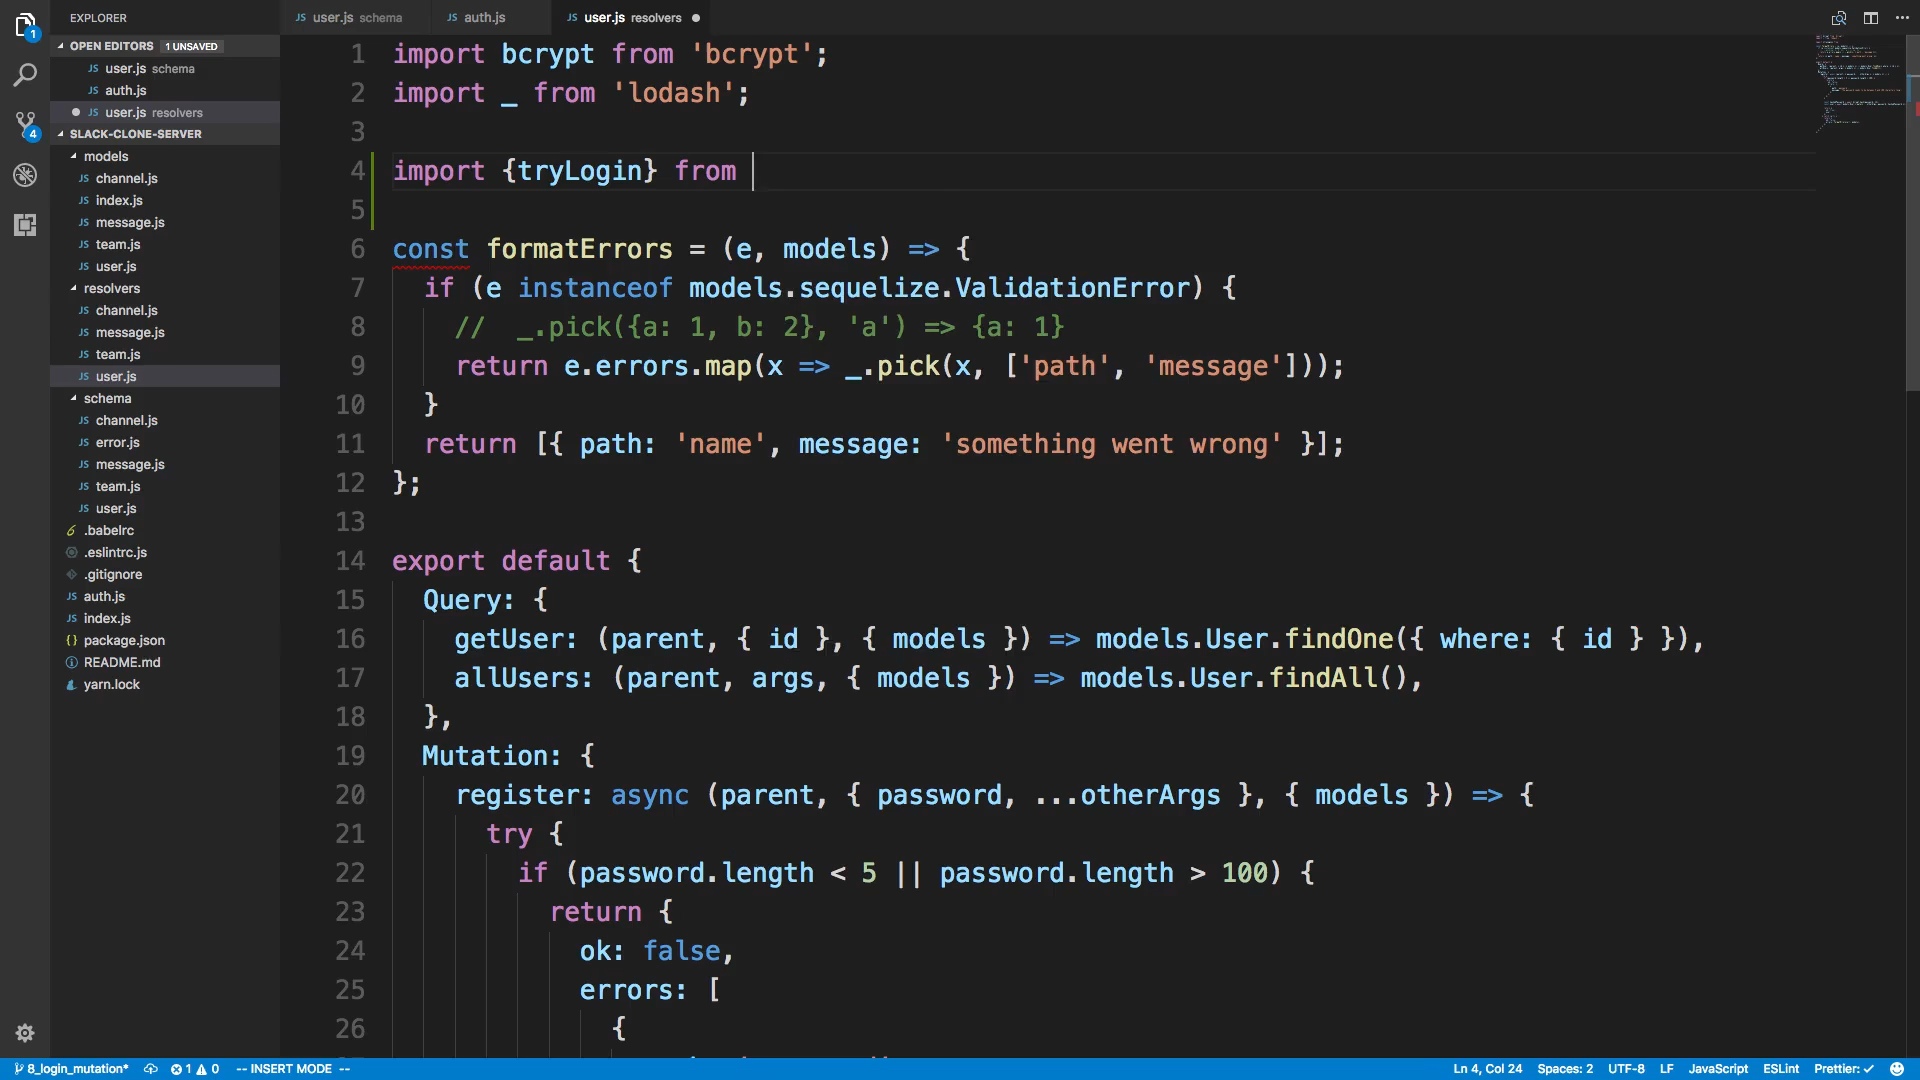 EXPLORER
OPEN EDITORS 1 UNSAVED
JS user.js schema
JS auth.js
JS user.js resolvers
SLACK-CLONE-SERVER
models
JS channel.js
JS index.js
JS message.js
JS team.js
JS user.js
resolvers
JS channel.js
JS message.js
JS team.js
JS user.js
schema
JS channel.js
JS error.js
JS message.js
JS team.js
JS user.js
.babelrc
.eslintrc.js
.gitignore
JS auth.js
JS index.js
{} package.json
README.md
yarn.lock
1
4
JS user.js schema
JS auth.js
JS user.js resolvers
1 import bcrypt from 'bcrypt';
2 import _ from 'lodash';
3
4 import {tryLogin} from
5
6 const formatErrors = (e, models) => {
7 if (e instanceof models.sequelize.ValidationError) {
8 // _.pick({a: 1, b: 2}, 'a') => {a: 1}
9 return e.errors.map(x => _.pick(x, ['path', 'message']));
10 }
11 return [{ path: 'name', message: 'something went wrong' }];
12 };
13
14 export default {
15 Query: {
16 getUser: (parent, { id }, { models }) => models.User.findOne({ where: { id } }),
17 allUsers: (parent, args, { models }) => models.User.findAll(),
18 },
19 Mutation: {
20 register: async (parent, { password, ...otherArgs }, { models }) => {
21 try {
22 if (password.length < 5 || password.length > 100) {
23 return {
24 ok: false,
25 errors: [
26 {
8_login_mutation* 1 0 -- INSERT MODE -- Ln 4, Col 24 Spaces: 2 UTF-8 LF JavaScript ESLint Prettier: ✓